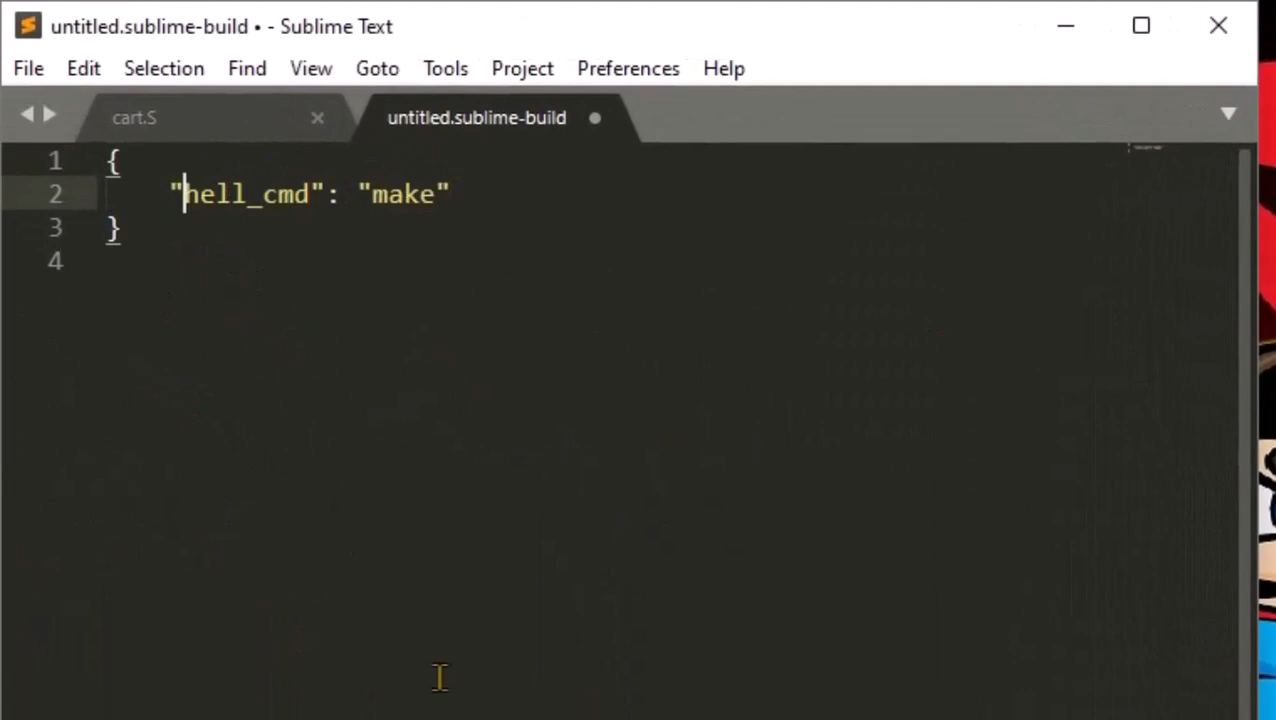 untitled.sublime-build • - Sublime Text
File Edit Selection Find View Goto Tools Project Preferences Help
cart.S untitled.sublime-build
1 {
2 "hell_cmd": "make"
3 }
4